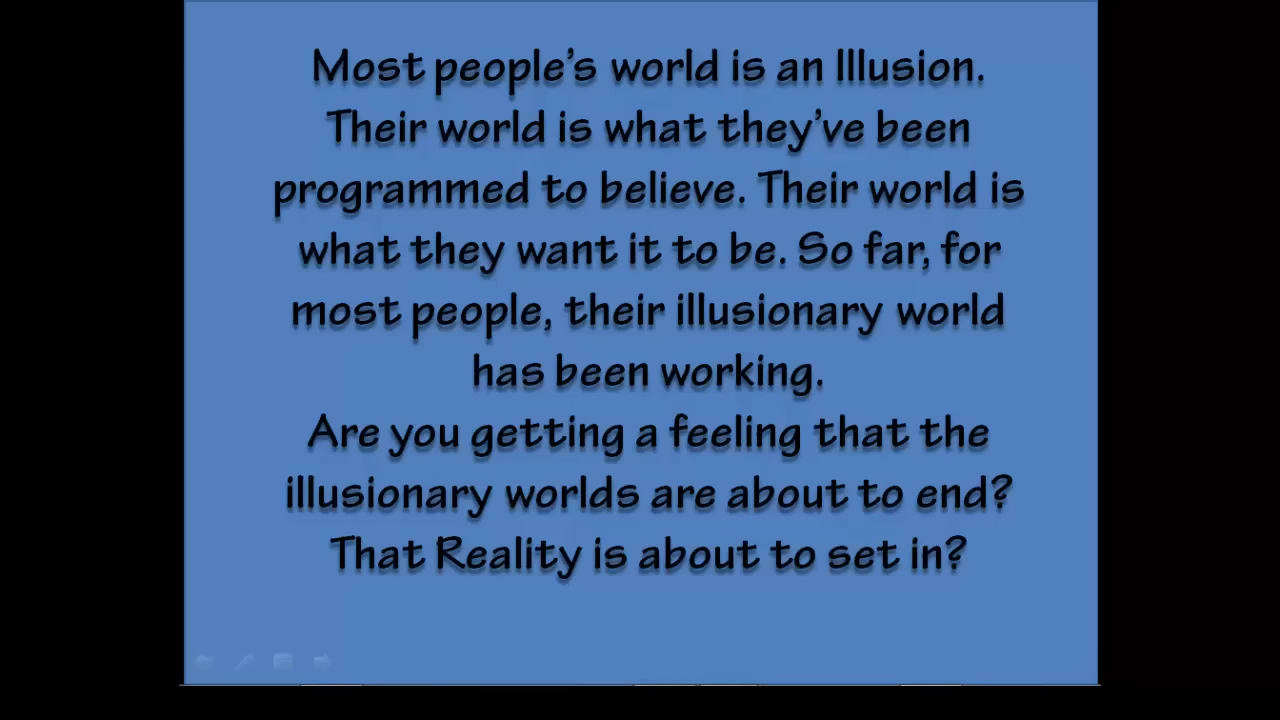 Most people’s world is an Illusion.
Their world is what they’ve been
programmed to believe. Their world is
what they want it to be. So far, for
most people, their illusionary world
has been working.
Are you getting a feeling that the
illusionary worlds are about to end?
That Reality is about to set in?